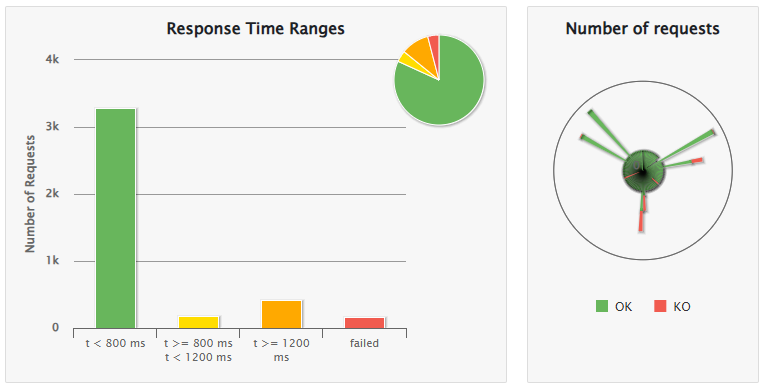 Response Time Ranges
Number of Requests
4k
3k
2k
1k
0
t < 800 ms
t >= 800 ms
t < 1200 ms
t >= 1200
ms
failed
Number of requests
OK
KO